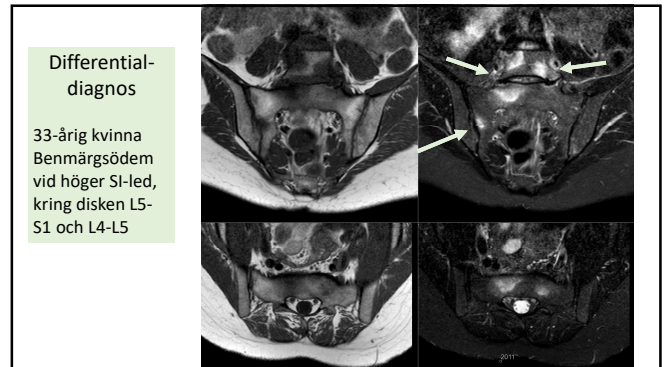 Differential-
diagnos
33-årig kvinna
Benmärgsödem
vid höger SI-led,
kring disken L5-
S1 och L4-L5
2011